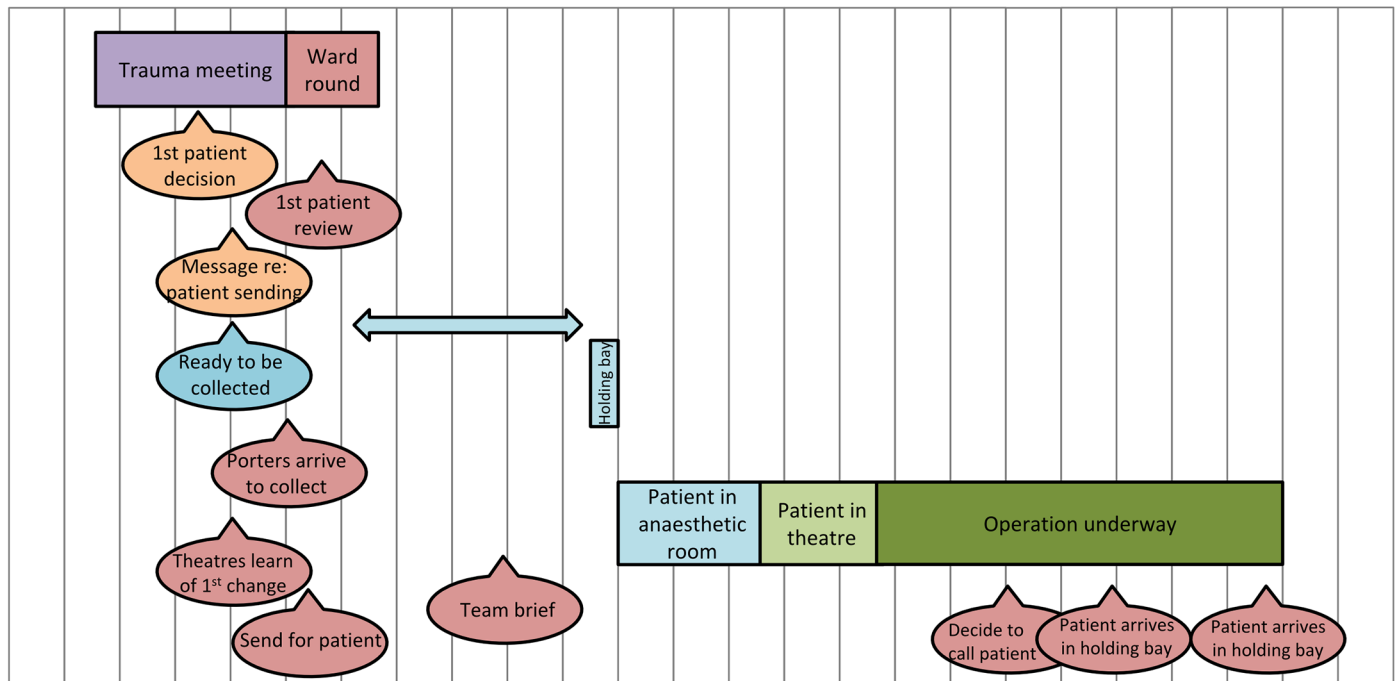 Trauma meeting
Ward
round
1st patient
decision
1st patient
review
Message re:
patient sending
Ready to be
collected
Holding bay
Porters arrive
to collect
Patient in
anaesthetic
room
Patient in
theatre
Operation underway
Theatres learn
of 1st change
Send for patient
Team brief
Decide to
call patient
Patient arrives
in holding bay
Patient arrives
in holding bay